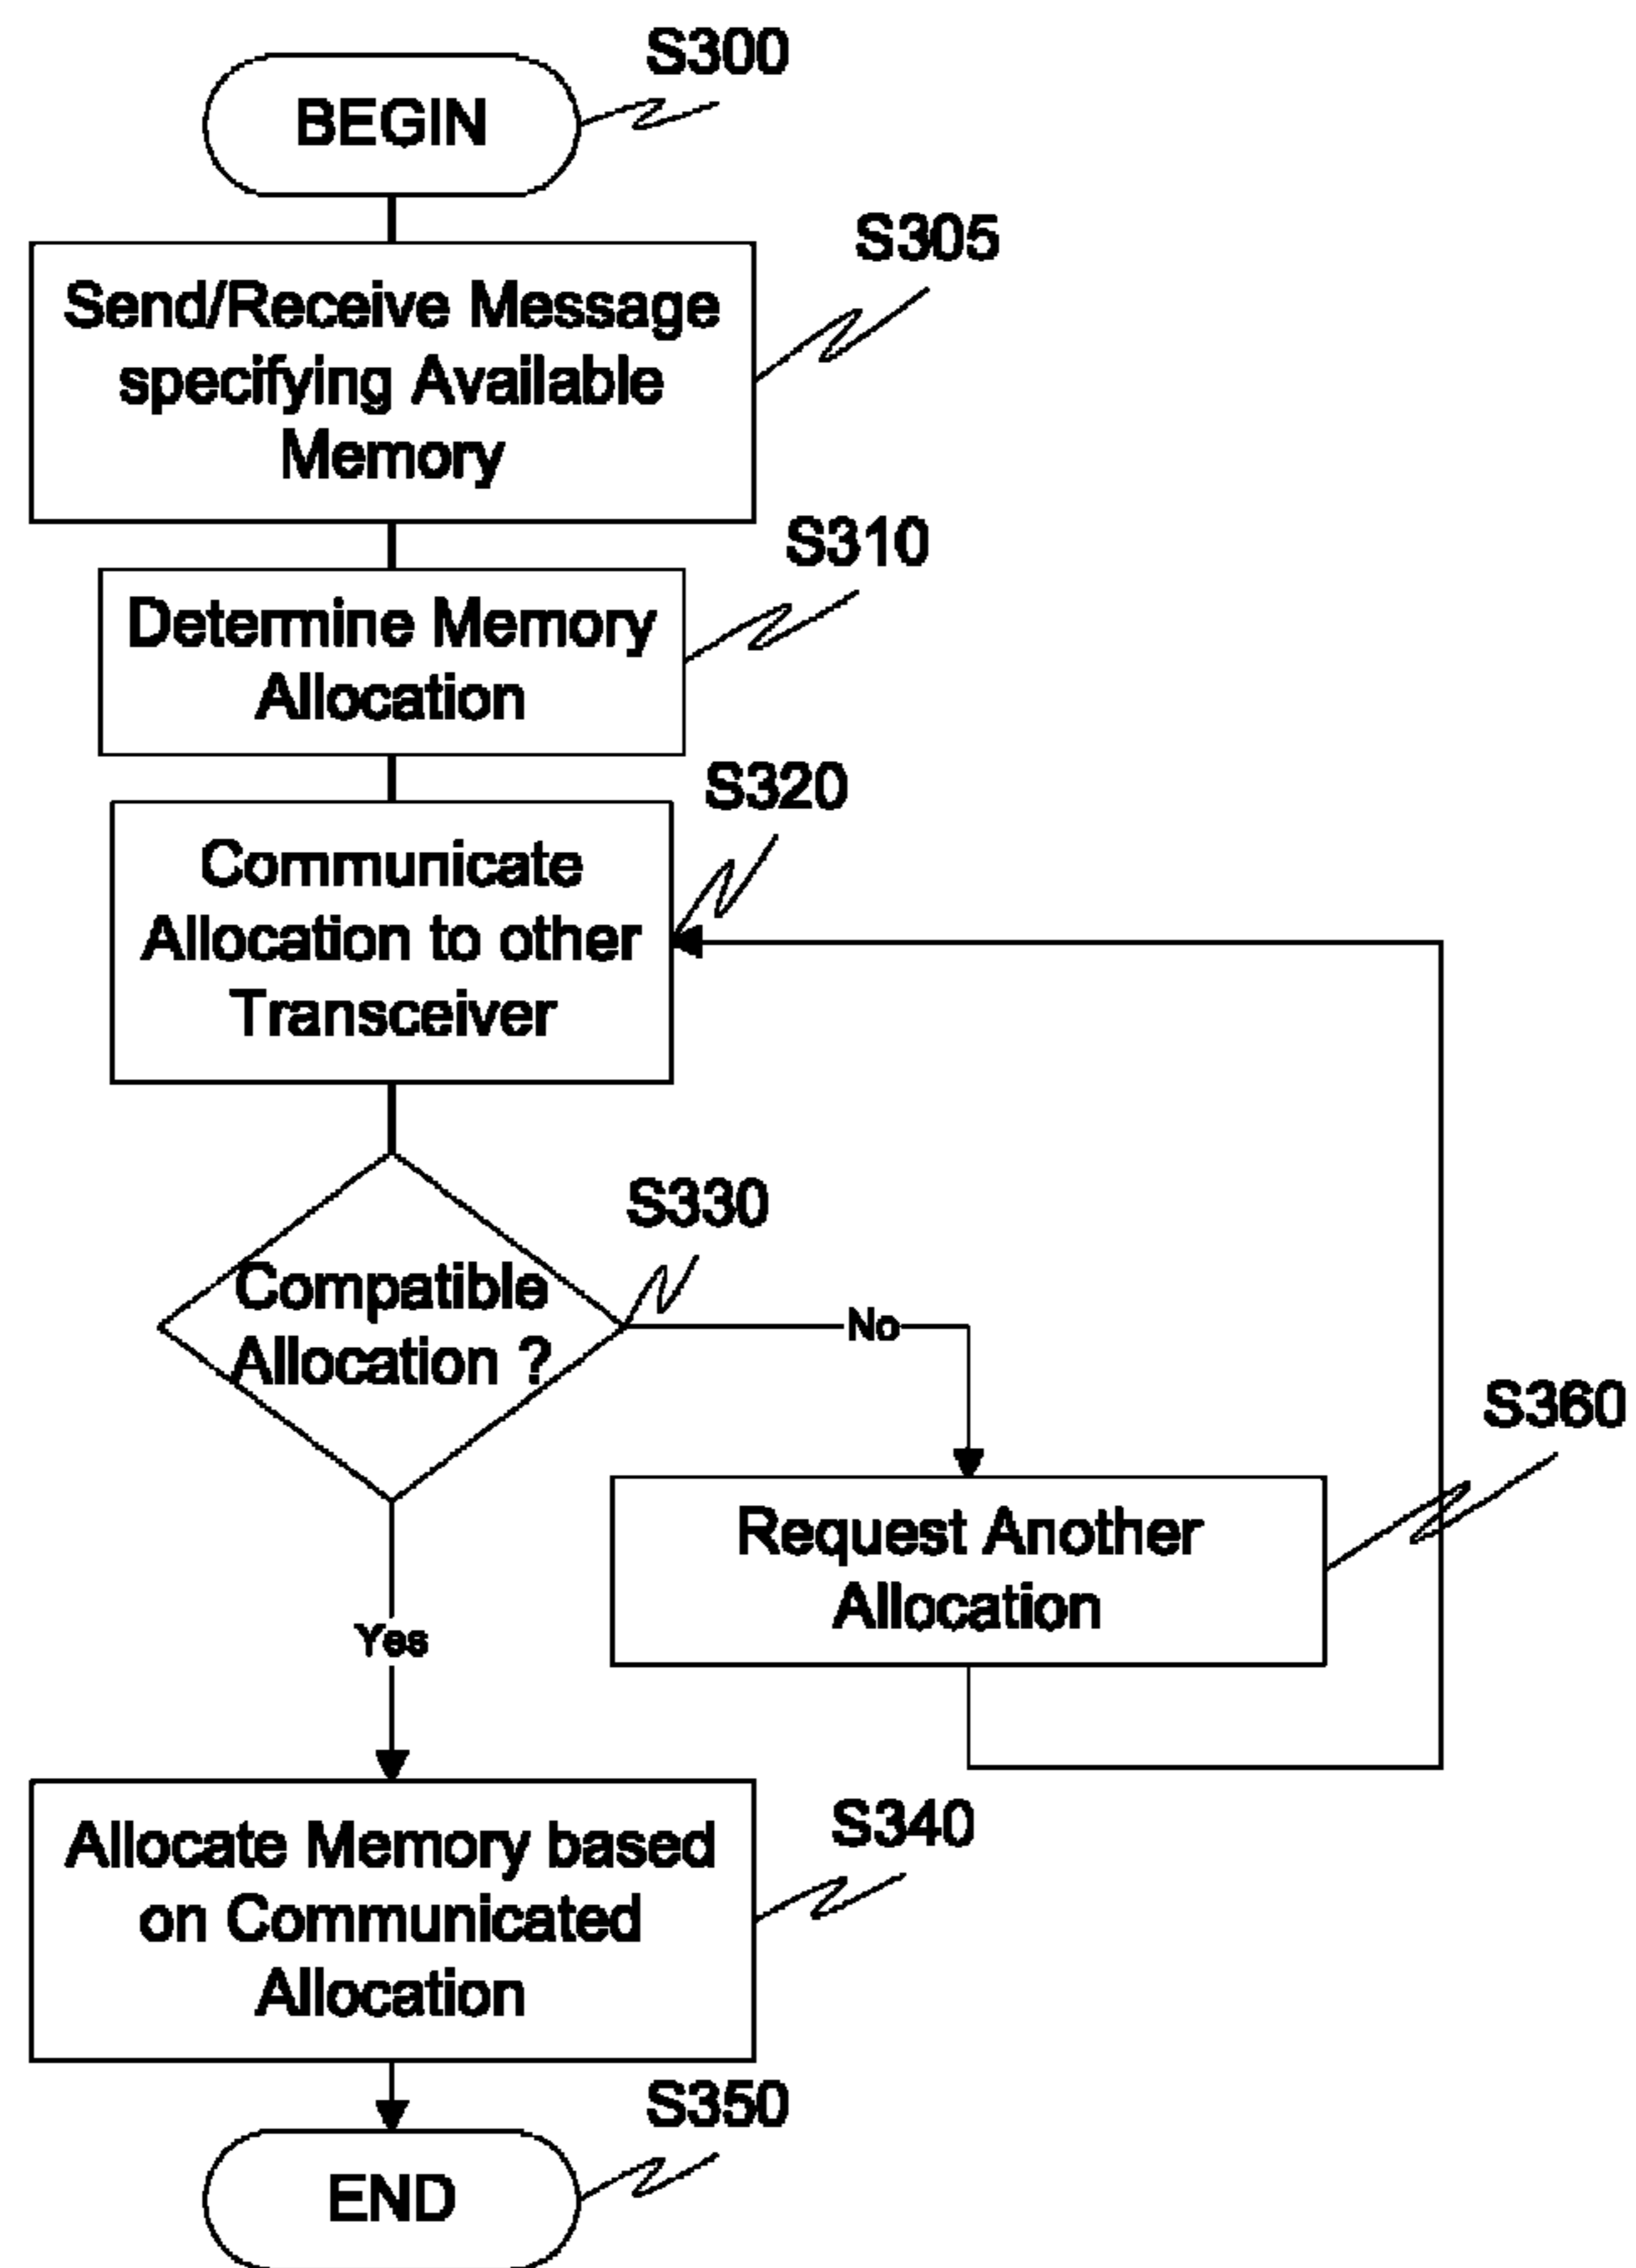 S300
BEGIN
S305
Send/Receive Message
specifying Available
Memory
S310
Determine Memory
Allocation
S320
Communicate
Allocation to other
Transceiver
S330
Compatible
Allocation ?
No
S360
Request Another
Allocation
Yes
S340
Allocate Memory based
on Communicated
Allocation
S350
END